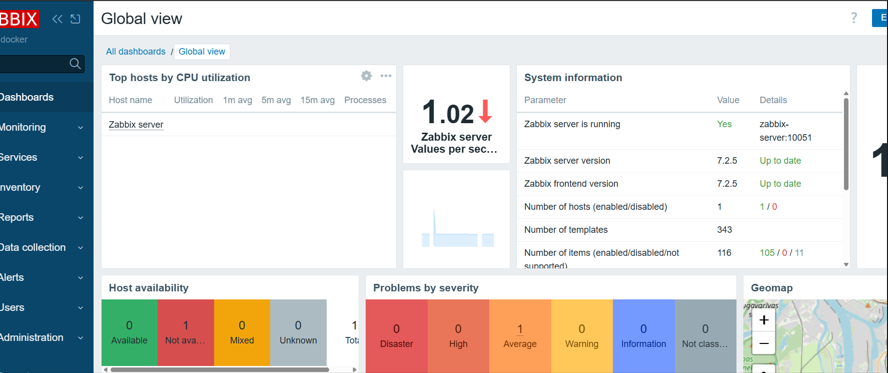 BBIX
docker
Dashboards
Monitoring
Services
Inventory
Reports
Data collection
Alerts
Users
Administration
Global view
?
E
All dashboards / Global view
Top hosts by CPU utilization
Host name Utilization 1m avg 5m avg 15m avg Processes
Zabbix server
1.02
Zabbix server
Values per sec...
System information
Parameter Value Details
Zabbix server is running Yes zabbix-
server:10051
Zabbix server version 7.2.5 Up to date
Zabbix frontend version 7.2.5 Up to date
Number of hosts (enabled/disabled) 1 1 / 0
Number of templates 343
Number of items (enabled/disabled/not 116 105 / 0 / 11
supported)
1
Host availability
0 Available
1 Not ava...
0 Mixed
0 Unknown
1 Tota
Problems by severity
0 Disaster
0 High
1 Average
0 Warning
0 Information
0 Not class...
Geomap
+
−